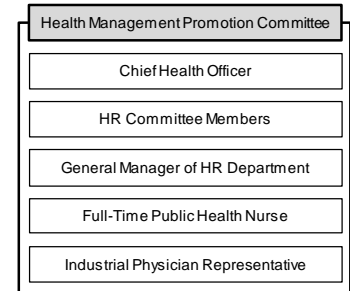 Health Management Promotion Committee
Chief Health Officer
HR Committee Members
General Manager of HR Department
Full-Time Public Health Nurse
Industrial Physician Representative